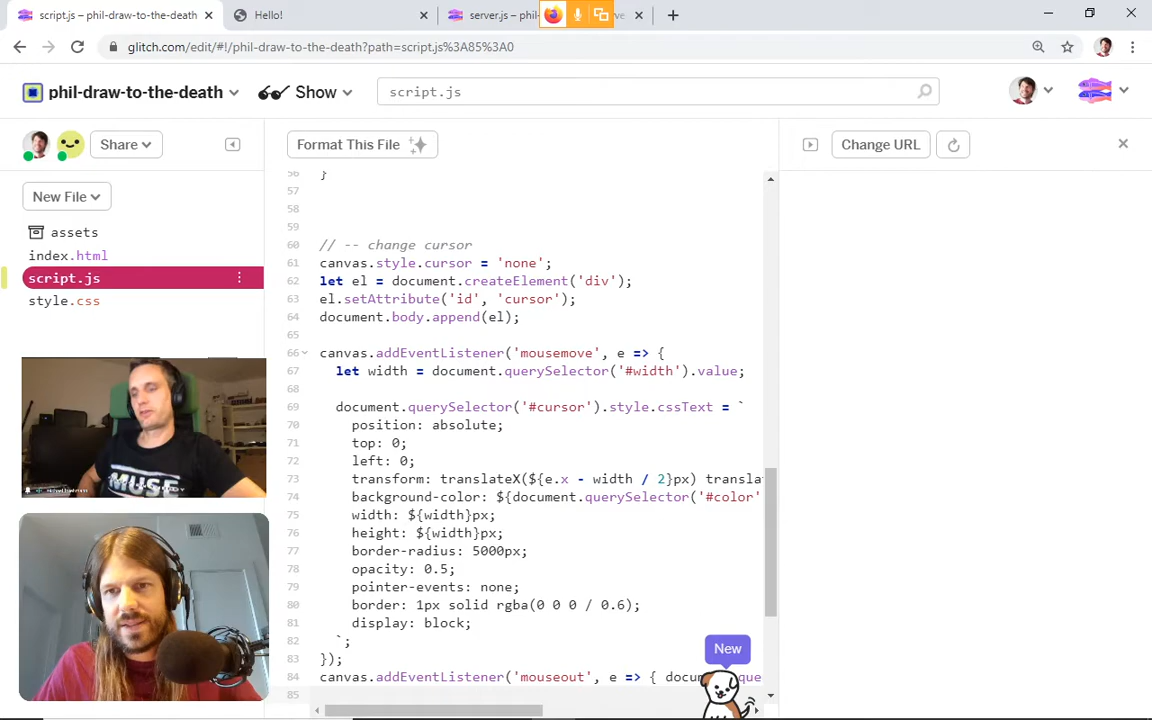 script.js – phil-draw-to-the-death
Hello!
server.js – phil-
glitch.com/edit/#!/phil-draw-to-the-death?path=script.js%3A85%3A0
phil-draw-to-the-death
Show
script.js
Share
Format This File
Change URL
New File
assets
index.html
script.js
style.css
56 }
57
58
59
60 // -- change cursor
61 canvas.style.cursor = 'none';
62 let el = document.createElement('div');
63 el.setAttribute('id', 'cursor');
64 document.body.append(el);
65
66 canvas.addEventListener('mousemove', e => {
67 let width = document.querySelector('#width').value;
68
69 document.querySelector('#cursor').style.cssText = `
70 position: absolute;
71 top: 0;
72 left: 0;
73 transform: translateX(${e.x - width / 2}px) transla
74 background-color: ${document.querySelector('#color'
75 width: ${width}px;
76 height: ${width}px;
77 border-radius: 5000px;
78 opacity: 0.5;
79 pointer-events: none;
80 border: 1px solid rgba(0 0 0 / 0.6);
81 display: block;
82 `;
83 });
84 canvas.addEventListener('mouseout', e => { docu que
85
New
MUSE